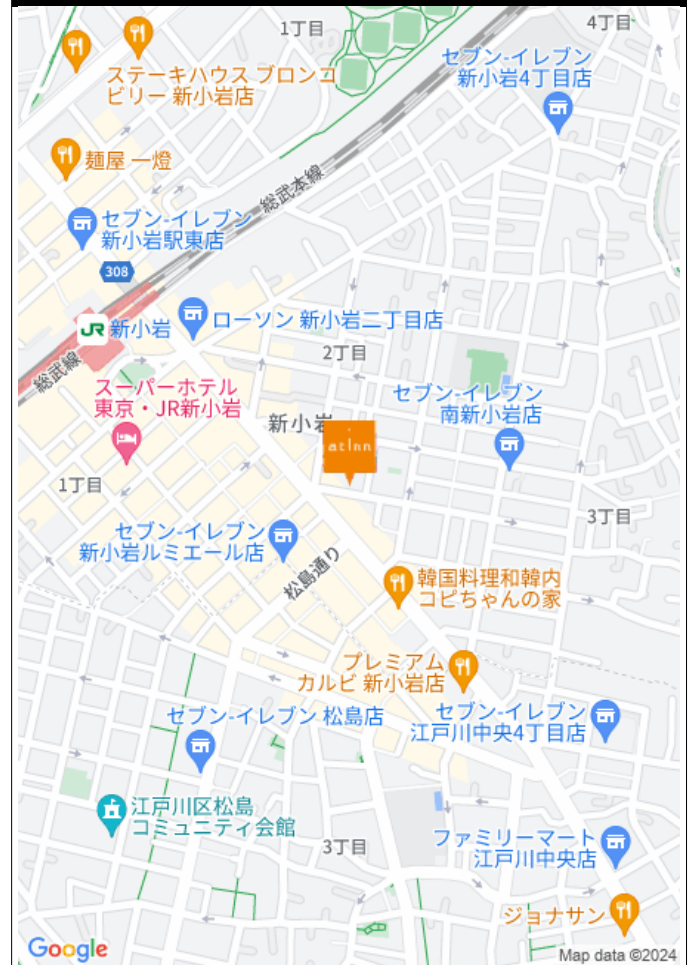 1丁目
4丁目
セブン-イレブン
新小岩4丁目店
ステーキハウス ブロンコ
ビリー 新小岩店
麺屋 一燈
総武本線
セブン-イレブン
新小岩駅東店
308
JR 新小岩
ローソン 新小岩二丁目店
2丁目
総武線
スーパーホテル
東京・JR新小岩
セブン-イレブン
南新小岩店
新小岩
at Inn
1丁目
3丁目
セブン-イレブン
新小岩ルミエール店
松島通り
韓国料理和韓内
コピちゃんの家
プレミアム
カルビ 新小岩店
セブン-イレブン 松島店
セブン-イレブン
江戸川中央4丁目店
江戸川区松島
コミュニティ会館
3丁目
ファミリーマート
江戸川中央店
ジョナサン
Google
Map data ©2024